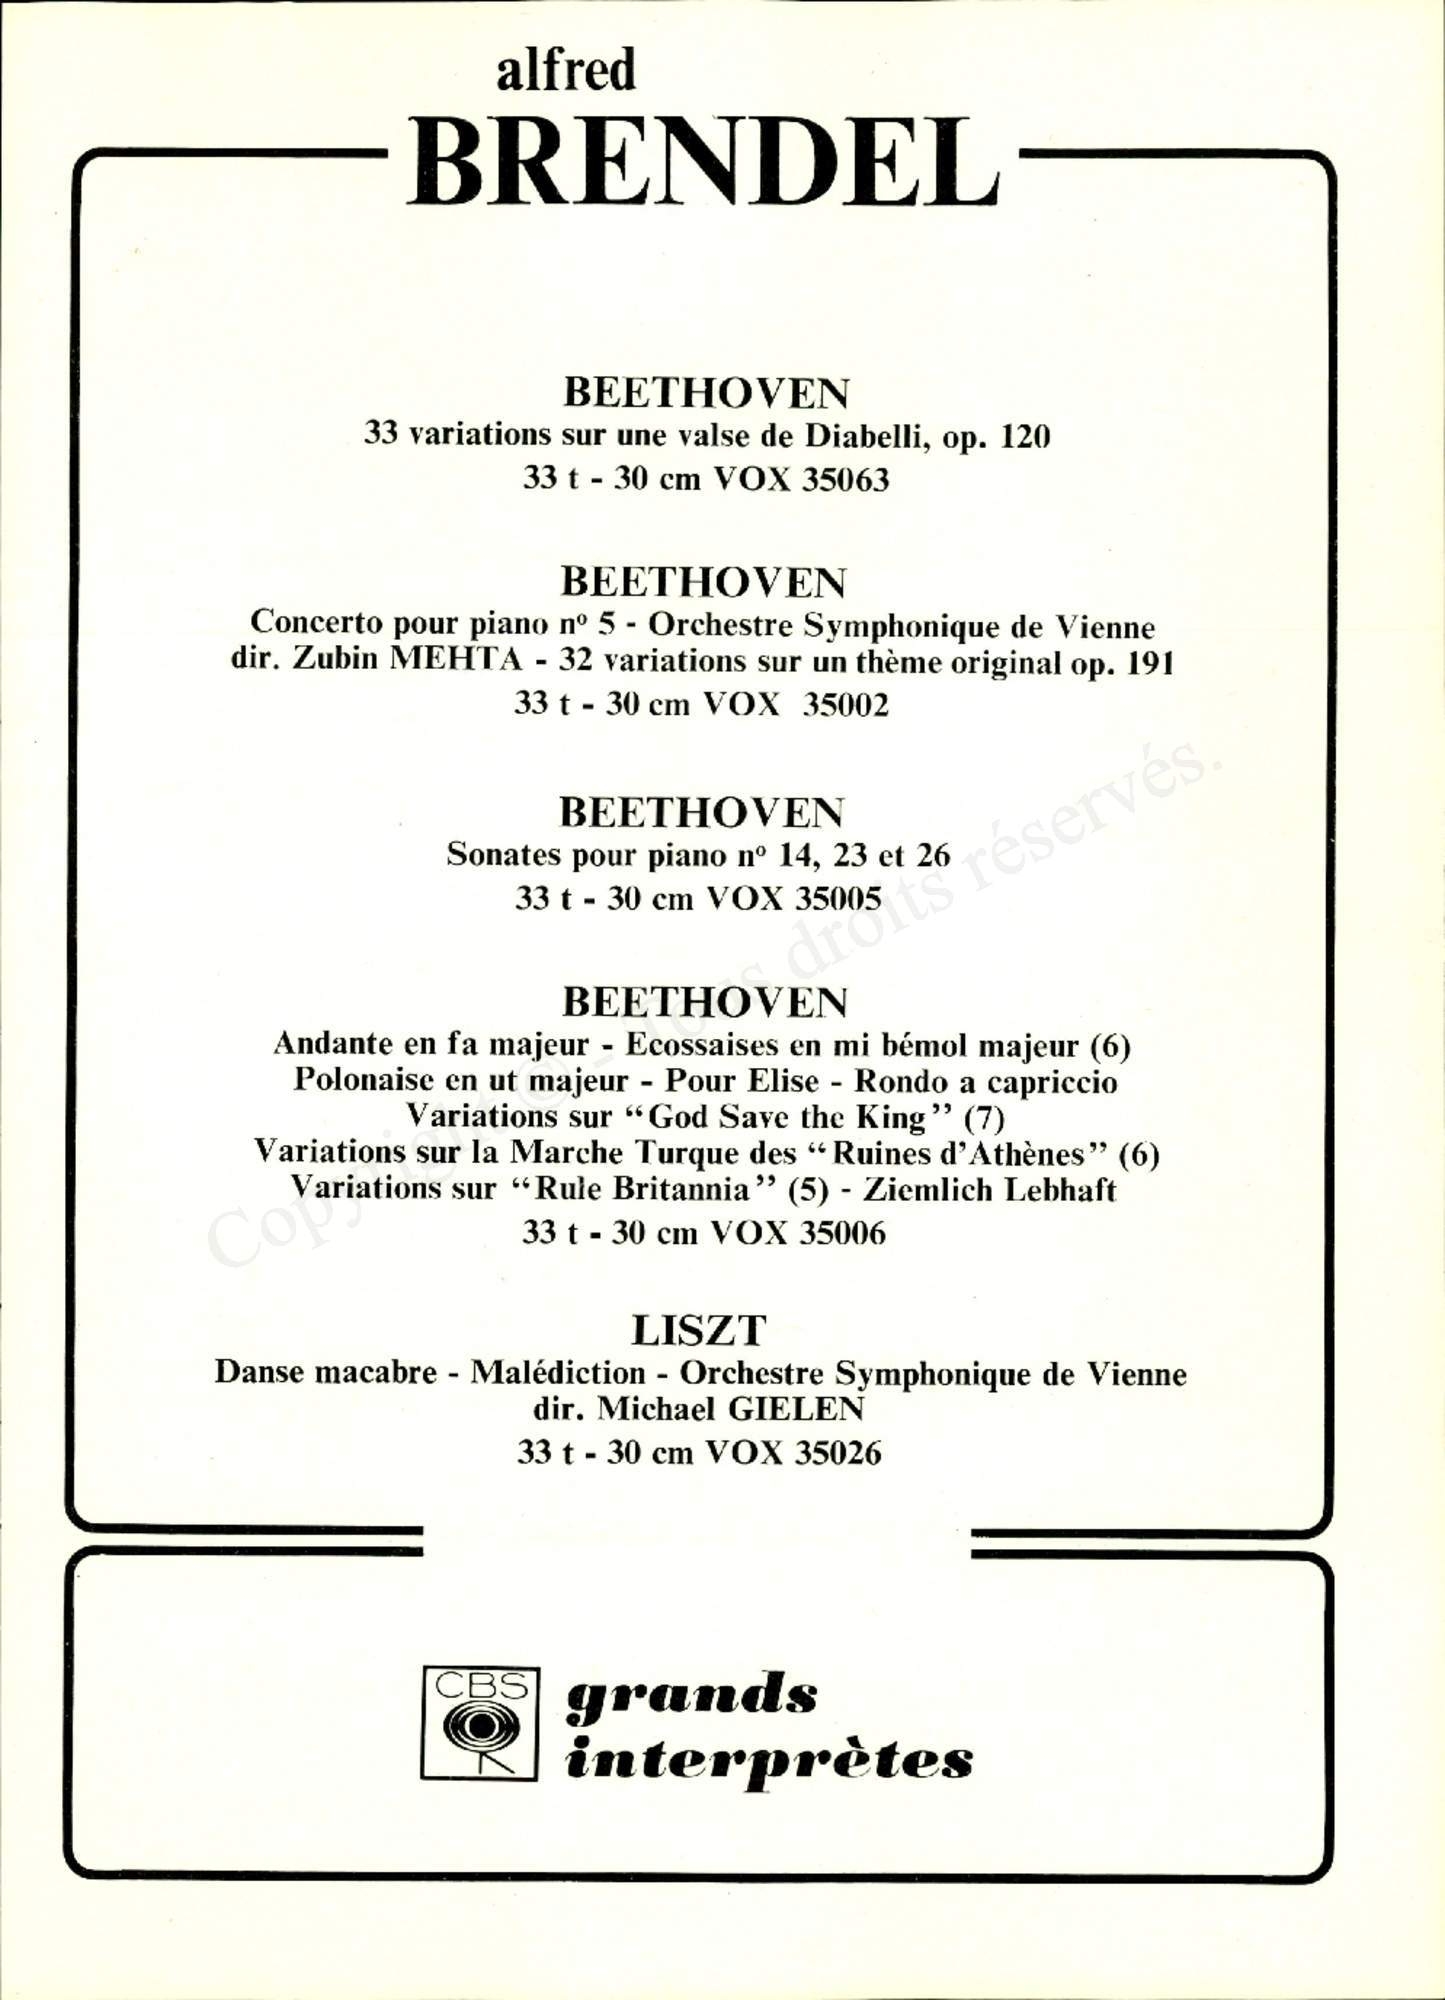 alfred
BRENDEL
BEETHOVEN
33 variations sur une valse de Diabelli, op. 120
33 t - 30 cm VOX 35063
BEETHOVEN
Concerto pour piano nº 5 - Orchestre Symphonique de Vienne
dir. Zubin MEHTA - 32 variations sur un thème original op. 191
33 t - 30 cm VOX 35002
BEETHOVEN
Sonates pour piano nº 14, 23 et 26
33 t - 30 cm VOX 35005
BEETHOVEN
Andante en fa majeur - Ecossaises en mi bémol majeur (6)
Polonaise en ut majeur - Pour Elise - Rondo a capriccio
Variations sur “God Save the King” (7)
Variations sur la Marche Turque des “Ruines d'Athènes” (6)
Variations sur “Rule Britannia” (5) - Ziemlich Lebhaft
33 t - 30 cm VOX 35006
LISZT
Danse macabre - Malédiction - Orchestre Symphonique de Vienne
dir. Michael GIELEN
33 t - 30 cm VOX 35026
CBS
grands
interprètes
Copyright © - Tous droits réservés.